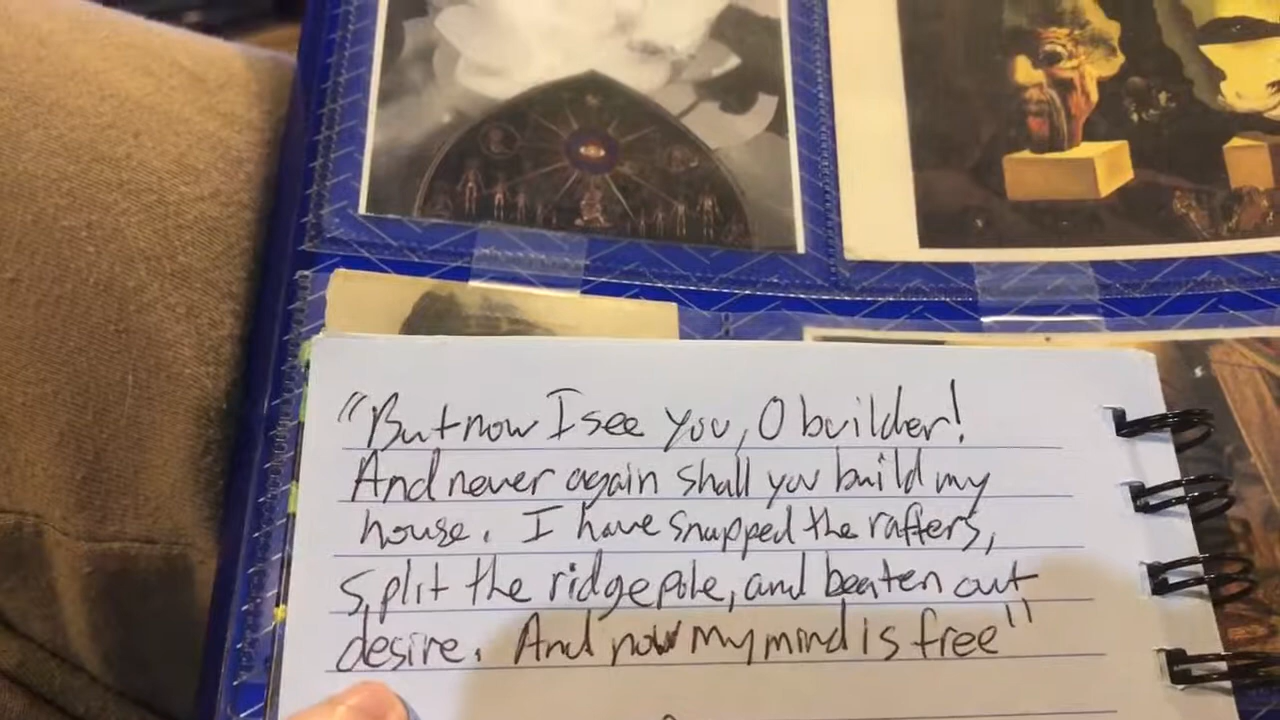 "But now I see you, O builder!
And never again shall you build my
house. I have snapped the rafters,
split the ridgepole, and beaten out
desire. And now my mind is free"